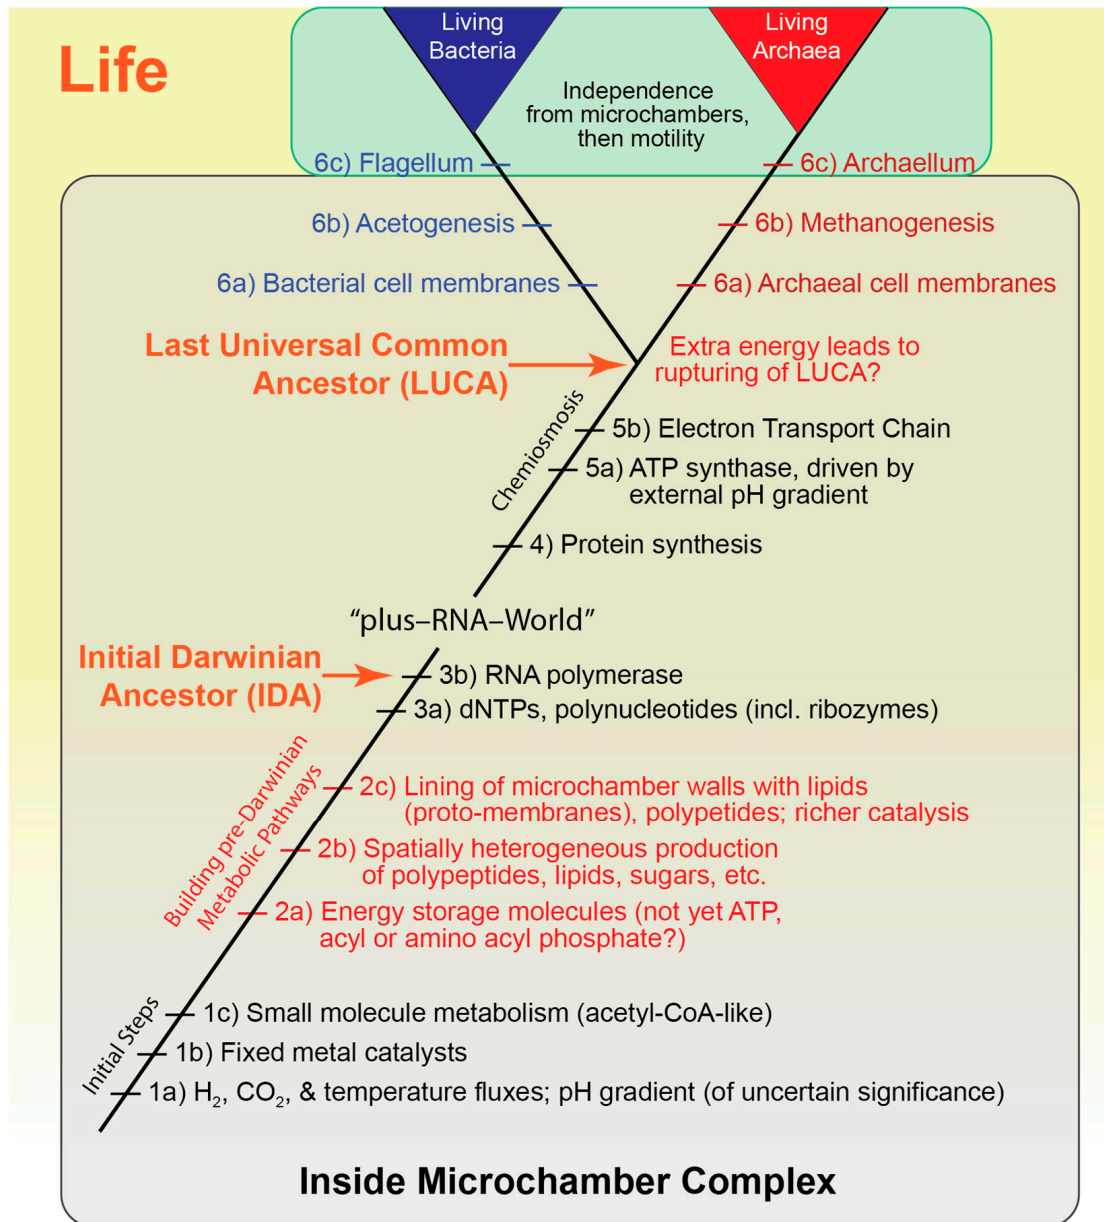 Life
Living
Bacteria
Living
Archaea
Independence
from microchambers,
then motility
6c) Flagellum
6c) Archaellum
6b) Acetogenesis
6b) Methanogenesis
6a) Bacterial cell membranes
6a) Archaeal cell membranes
Last Universal Common
Ancestor (LUCA)
Extra energy leads to
rupturing of LUCA?
Chemiosmosis
5b) Electron Transport Chain
5a) ATP synthase, driven by
external pH gradient
4) Protein synthesis
“plus–RNA–World”
Initial Darwinian
Ancestor (IDA)
3b) RNA polymerase
3a) dNTPs, polynucleotides (incl. ribozymes)
Building pre-Darwinian
Metabolic Pathways
2c) Lining of microchamber walls with lipids
(proto-membranes), polypetides; richer catalysis
2b) Spatially heterogeneous production
of polypeptides, lipids, sugars, etc.
2a) Energy storage molecules (not yet ATP,
acyl or amino acyl phosphate?)
Initial Steps
1c) Small molecule metabolism (acetyl-CoA-like)
1b) Fixed metal catalysts
1a) H₂, CO₂, & temperature fluxes; pH gradient (of uncertain significance)
Inside Microchamber Complex